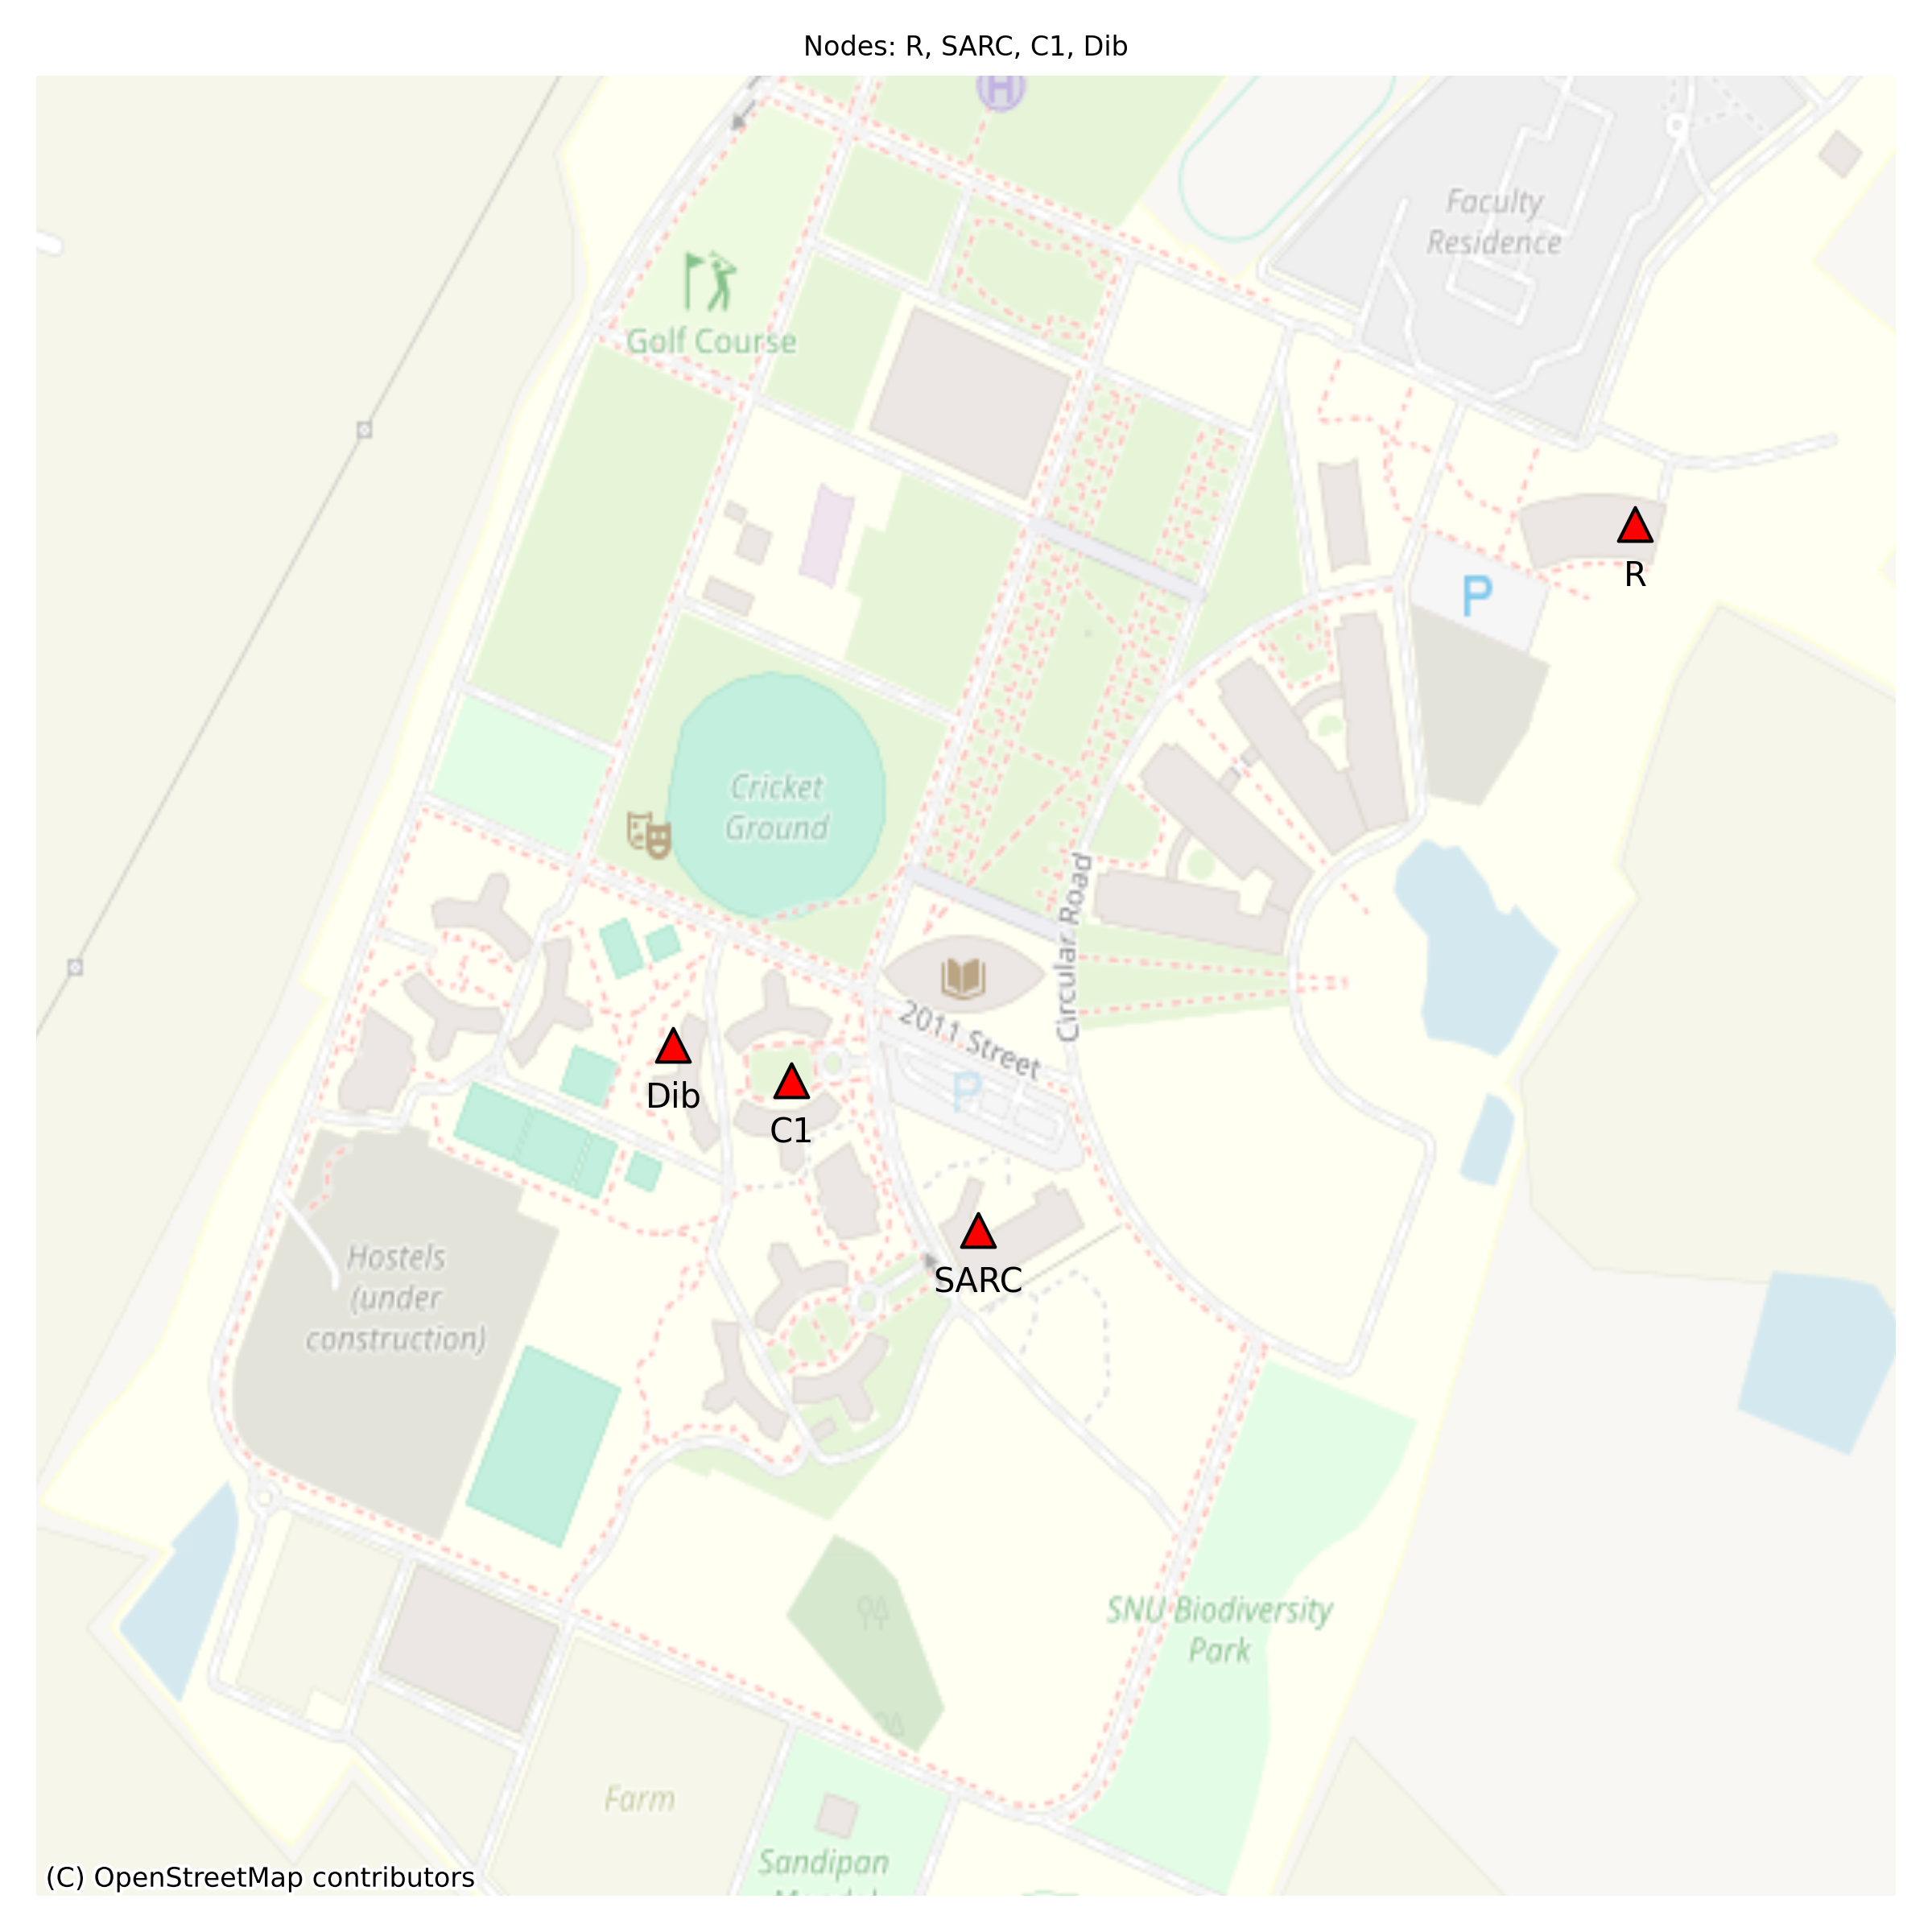 Nodes: R, SARC, C1, Dib
H
Faculty
Residence
Golf Course
R
P
Cricket
Ground
Circular Road
2011 Street
P
Dib
C1
SARC
Hostels
(under
construction)
SNU Biodiversity
Park
Farm
Sandipan
(C) OpenStreetMap contributors